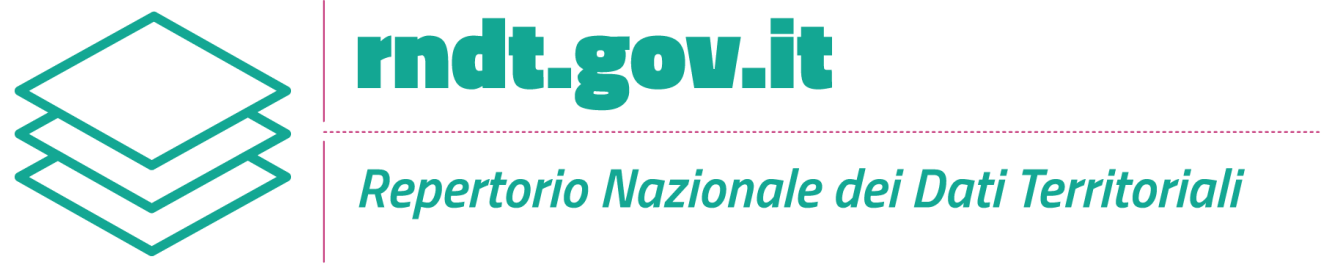 rndt.gov.it
Repertorio Nazionale dei Dati Territoriali